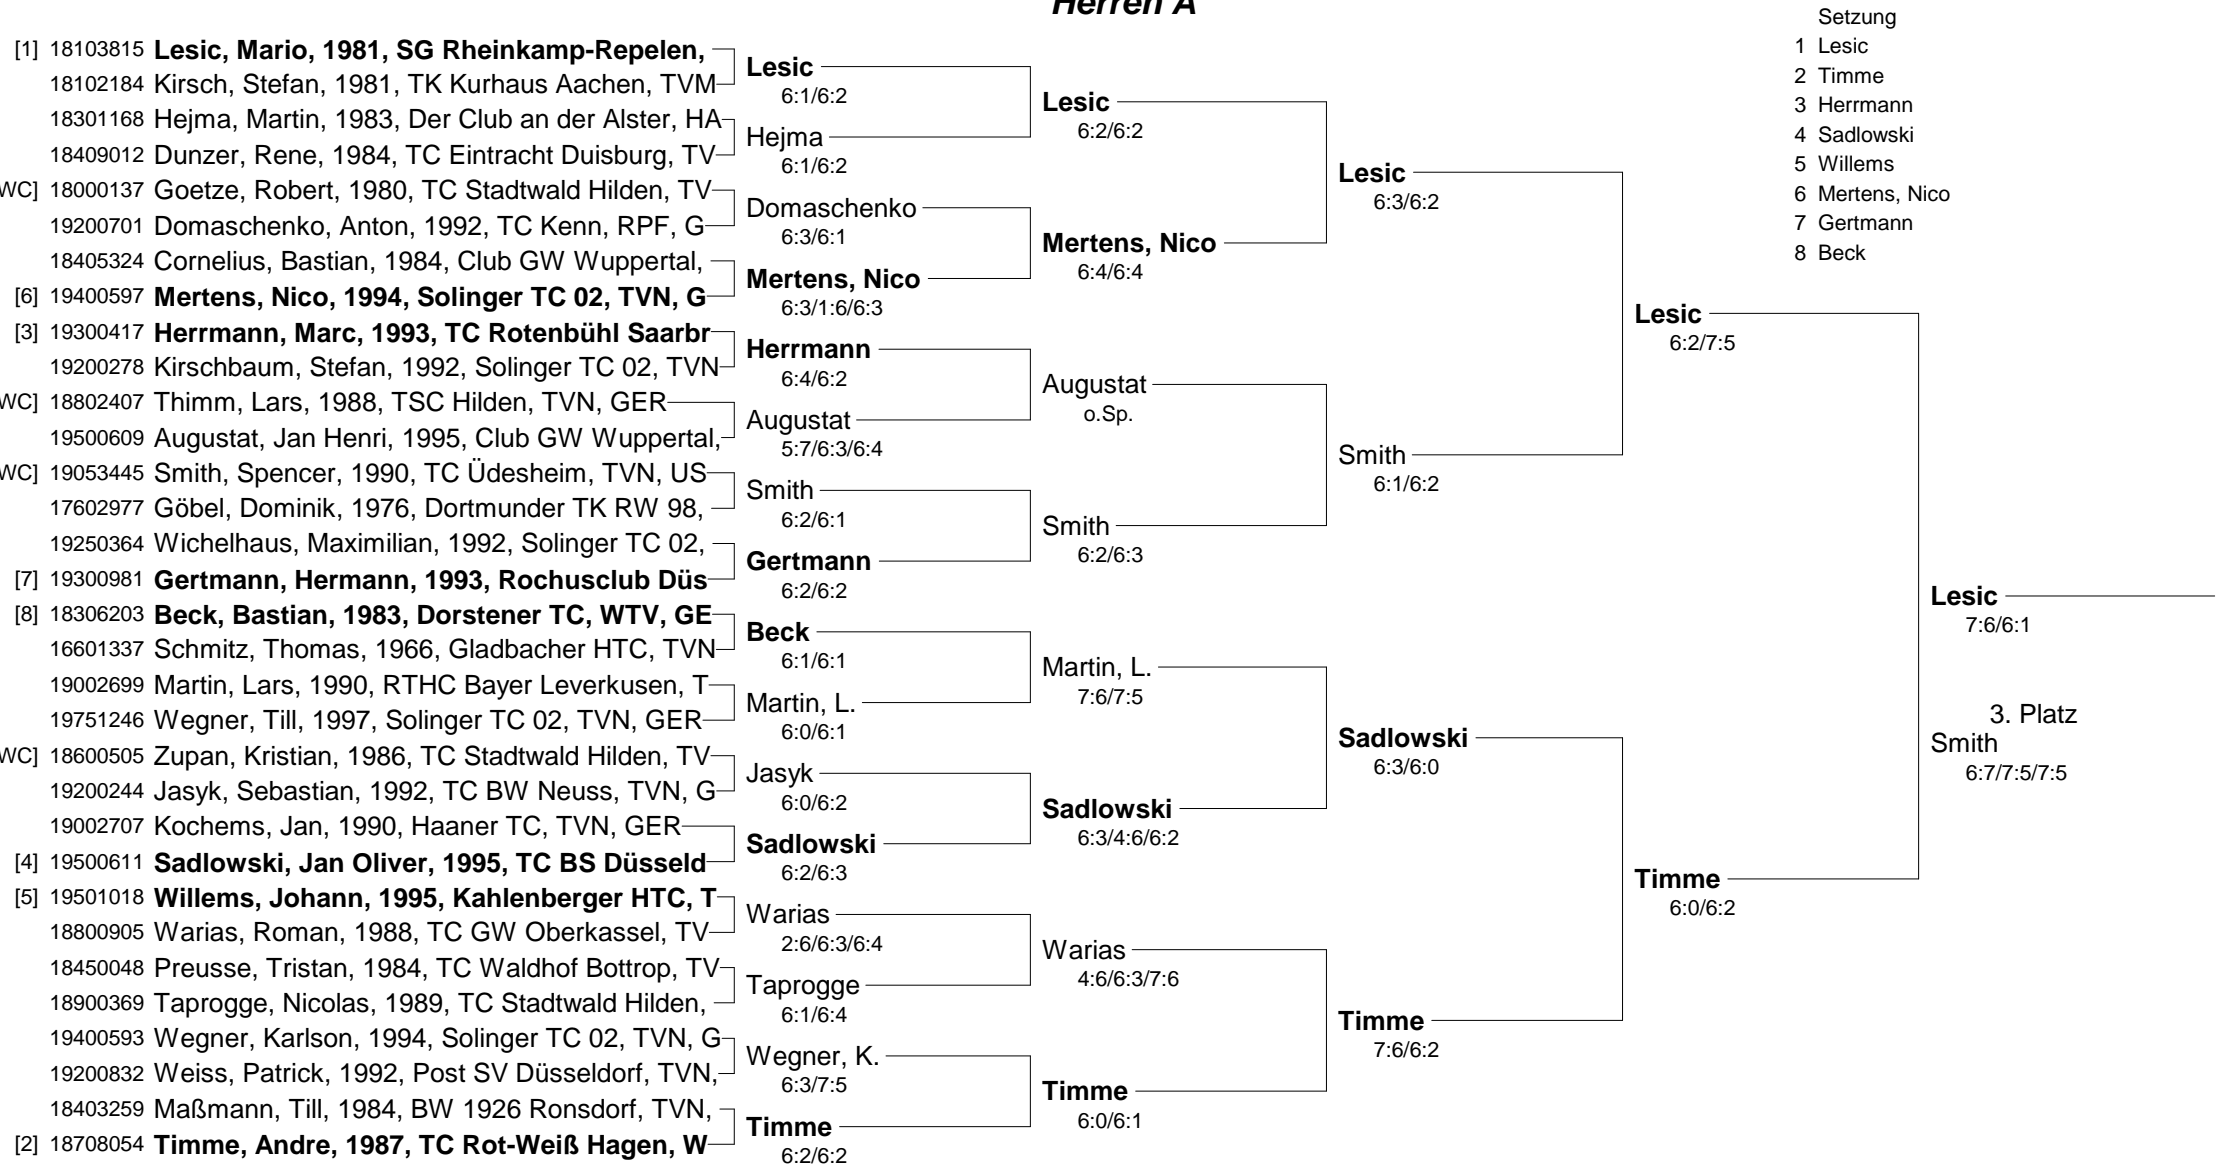 Herren A
Setzung
1 Lesic
2 Timme
3 Herrmann
4 Sadlowski
5 Willems
6 Mertens, Nico
7 Gertmann
8 Beck
[1] 18103815 Lesic, Mario, 1981, SG Rheinkamp-Repelen,
18102184 Kirsch, Stefan, 1981, TK Kurhaus Aachen, TVM
18301168 Hejma, Martin, 1983, Der Club an der Alster, HA
18409012 Dunzer, Rene, 1984, TC Eintracht Duisburg, TV
WC] 18000137 Goetze, Robert, 1980, TC Stadtwald Hilden, TV
19200701 Domaschenko, Anton, 1992, TC Kenn, RPF, G
18405324 Cornelius, Bastian, 1984, Club GW Wuppertal,
[6] 19400597 Mertens, Nico, 1994, Solinger TC 02, TVN, G
[3] 19300417 Herrmann, Marc, 1993, TC Rotenbühl Saarbr
19200278 Kirschbaum, Stefan, 1992, Solinger TC 02, TVN
WC] 18802407 Thimm, Lars, 1988, TSC Hilden, TVN, GER
19500609 Augustat, Jan Henri, 1995, Club GW Wuppertal,
WC] 19053445 Smith, Spencer, 1990, TC Üdesheim, TVN, US
17602977 Göbel, Dominik, 1976, Dortmunder TK RW 98,
19250364 Wichelhaus, Maximilian, 1992, Solinger TC 02,
[7] 19300981 Gertmann, Hermann, 1993, Rochusclub Düs
[8] 18306203 Beck, Bastian, 1983, Dorstener TC, WTV, GE
16601337 Schmitz, Thomas, 1966, Gladbacher HTC, TVN
19002699 Martin, Lars, 1990, RTHC Bayer Leverkusen, T
19751246 Wegner, Till, 1997, Solinger TC 02, TVN, GER
WC] 18600505 Zupan, Kristian, 1986, TC Stadtwald Hilden, TV
19200244 Jasyk, Sebastian, 1992, TC BW Neuss, TVN, G
19002707 Kochems, Jan, 1990, Haaner TC, TVN, GER
[4] 19500611 Sadlowski, Jan Oliver, 1995, TC BS Düsseld
[5] 19501018 Willems, Johann, 1995, Kahlenberger HTC, T
18800905 Warias, Roman, 1988, TC GW Oberkassel, TV
18450048 Preusse, Tristan, 1984, TC Waldhof Bottrop, TV
18900369 Taprogge, Nicolas, 1989, TC Stadtwald Hilden,
19400593 Wegner, Karlson, 1994, Solinger TC 02, TVN, G
19200832 Weiss, Patrick, 1992, Post SV Düsseldorf, TVN,
18403259 Maßmann, Till, 1984, BW 1926 Ronsdorf, TVN,
[2] 18708054 Timme, Andre, 1987, TC Rot-Weiß Hagen, W
Lesic
6:1/6:2
Hejma
6:1/6:2
Domaschenko
6:3/6:1
Mertens, Nico
6:3/1:6/6:3
Herrmann
6:4/6:2
Augustat
5:7/6:3/6:4
Smith
6:2/6:1
Gertmann
6:2/6:2
Beck
6:1/6:1
Martin, L.
6:0/6:1
Jasyk
6:0/6:2
Sadlowski
6:2/6:3
Warias
2:6/6:3/6:4
Taprogge
6:1/6:4
Wegner, K.
6:3/7:5
Timme
6:2/6:2
Lesic
6:2/6:2
Mertens, Nico
6:4/6:4
Augustat
o.Sp.
Smith
6:2/6:3
Martin, L.
7:6/7:5
Sadlowski
6:3/4:6/6:2
Warias
4:6/6:3/7:6
Timme
6:0/6:1
Lesic
6:3/6:2
Smith
6:1/6:2
Sadlowski
6:3/6:0
Timme
7:6/6:2
Lesic
6:2/7:5
Timme
6:0/6:2
Lesic
7:6/6:1
3. Platz
Smith
6:7/7:5/7:5